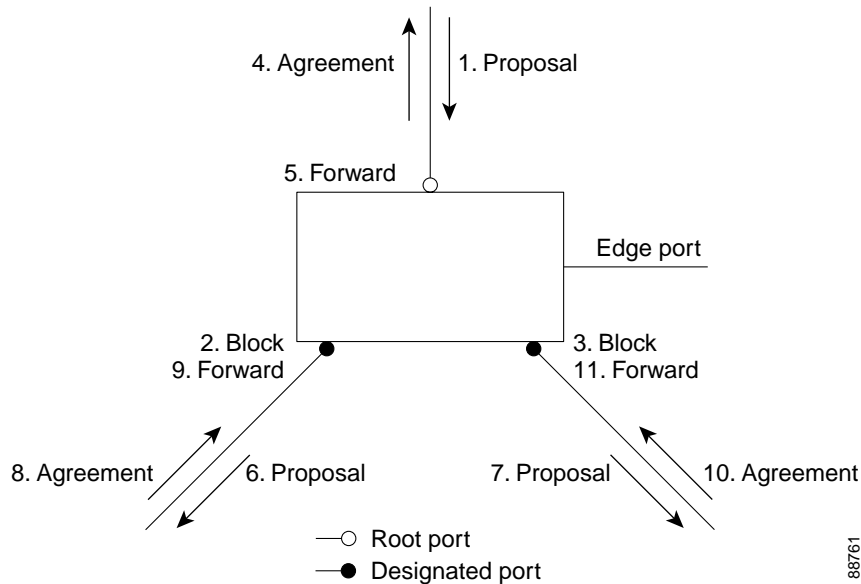 4. Agreement
1. Proposal
5. Forward
Edge port
2. Block
9. Forward
3. Block
11. Forward
8. Agreement
6. Proposal
7. Proposal
10. Agreement
Root port
Designated port
88761